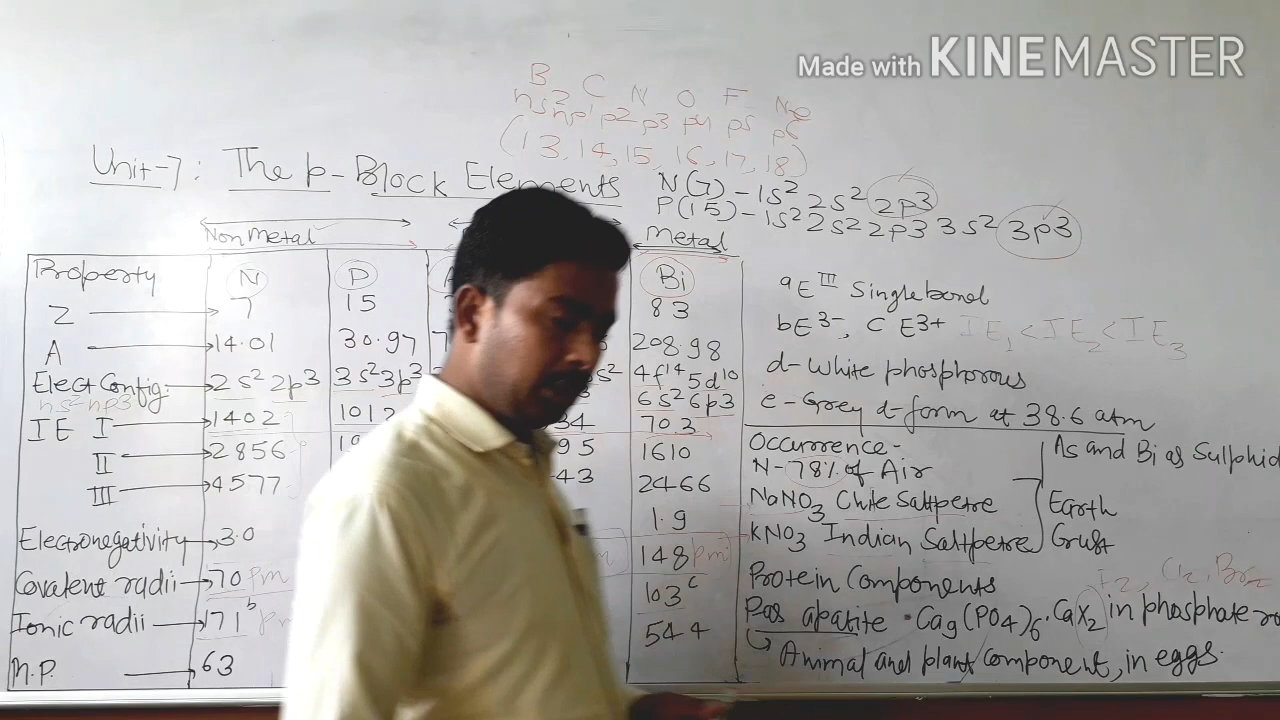 Made with KINEMASTER
B C N O F Ne
ns2 np1 p2 p3 p4 p5 p6
(13, 14, 15, 16, 17, 18)
Unit-7: The p-Block Elements
N(7) - 1s² 2s² 2p3
P(15) - 1s² 2s² 2p3 3s² 3p3
Non Metal
Metal
Property N P Bi
Z 7 15 83
A 14.01 30.97 208.98
Elect Config: 2s² 2p³ 3s² 3p³ s² 4f¹⁴ 5d¹⁰
ns² np3 6s² 6p3
IE I 1402 1012 34 703
II 2856 95 1610
III 4577 43 2466
Electronegativity 3.0 1.9
Covalent radii 70 pm 148 pm
Ionic radii 171 b 103 c
M.P. 63 544
a E III Single bond
b E3-, c E3+ IE1 < IE2 < IE3
d- White phosphorous
e- Grey d-form at 38.6 atm
Occurrence-
N- 78% of Air
As and Bi as Sulphid
NaNO3 Chile Saltpetre
Earth
KNO3 Indian Saltpetre
Crust
Protein Components
I2, Cl2, Br2
P as apatite Ca9(PO4)6.CaX2 in phosphate ro
Animal and plant component, in eggs.